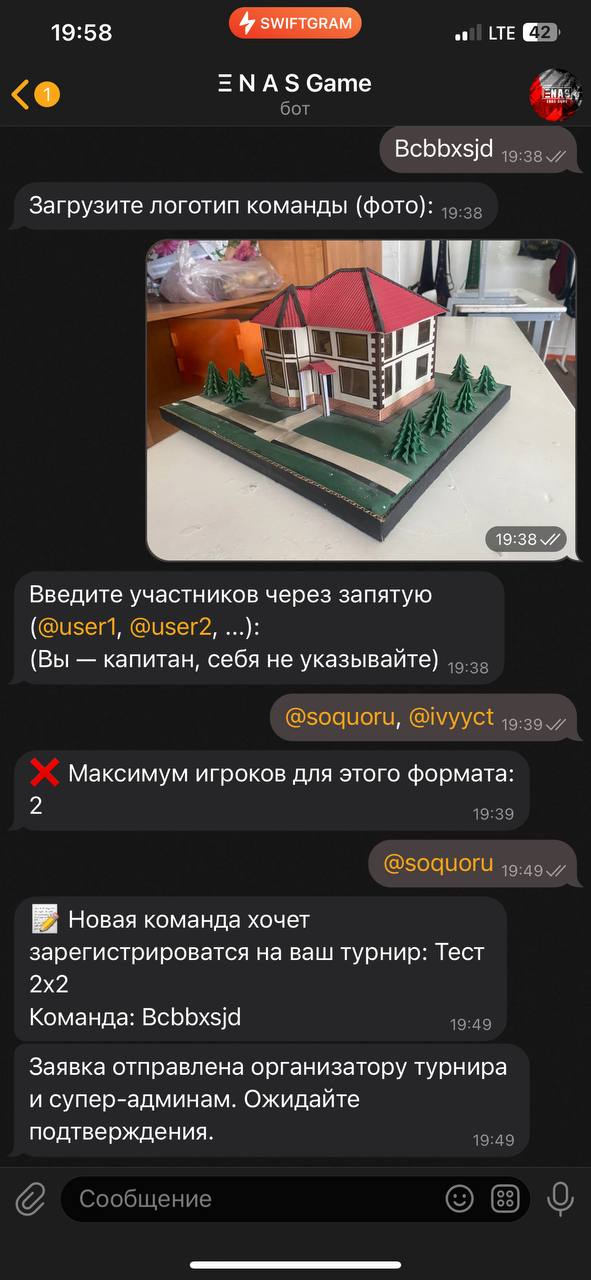 19:58
SWIFTGRAM
LTE
42
1
Ξ N A S Game
бот
Bcbbxsjd 19:38
Загрузите логотип команды (фото): 19:38
19:38
Введите участников через запятую
(@user1, @user2, ...):
(Вы — капитан, себя не указывайте) 19:38
@soquoru, @ivyyct 19:39
❌ Максимум игроков для этого формата:
2 19:39
@soquoru 19:49
📝 Новая команда хочет
зарегистрироватся на ваш турнир: Тест
2x2
Команда: Bcbbxsjd 19:49
Заявка отправлена организатору турнира
и супер-админам. Ожидайте
подтверждения. 19:49
Сообщение